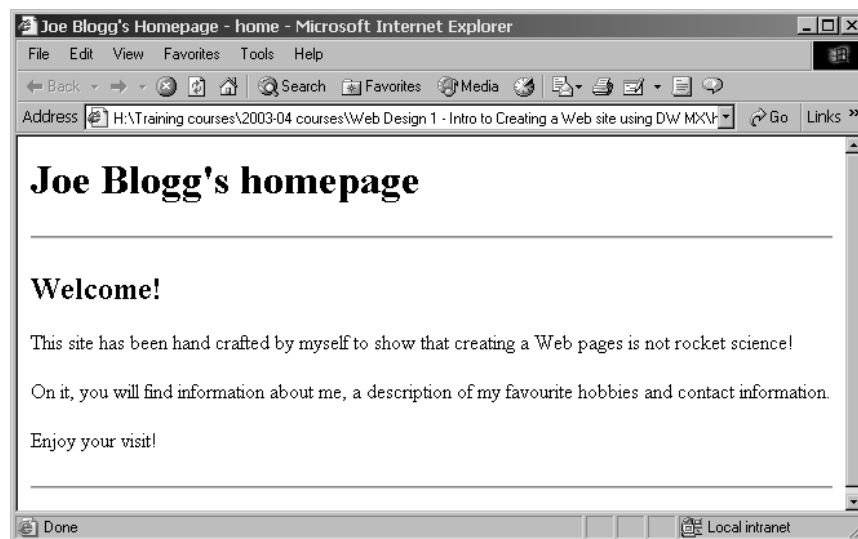 Joe Blogg's Homepage - home - Microsoft Internet Explorer
File Edit View Favorites Tools Help
Back Search Favorites Media
Address H:\Training courses\2003-04 courses\Web Design 1 - Intro to Creating a Web site using DW MX\ Go Links »
Joe Blogg's homepage
Welcome!
This site has been hand crafted by myself to show that creating a Web pages is not rocket science!
On it, you will find information about me, a description of my favourite hobbies and contact information.
Enjoy your visit!
Done Local intranet